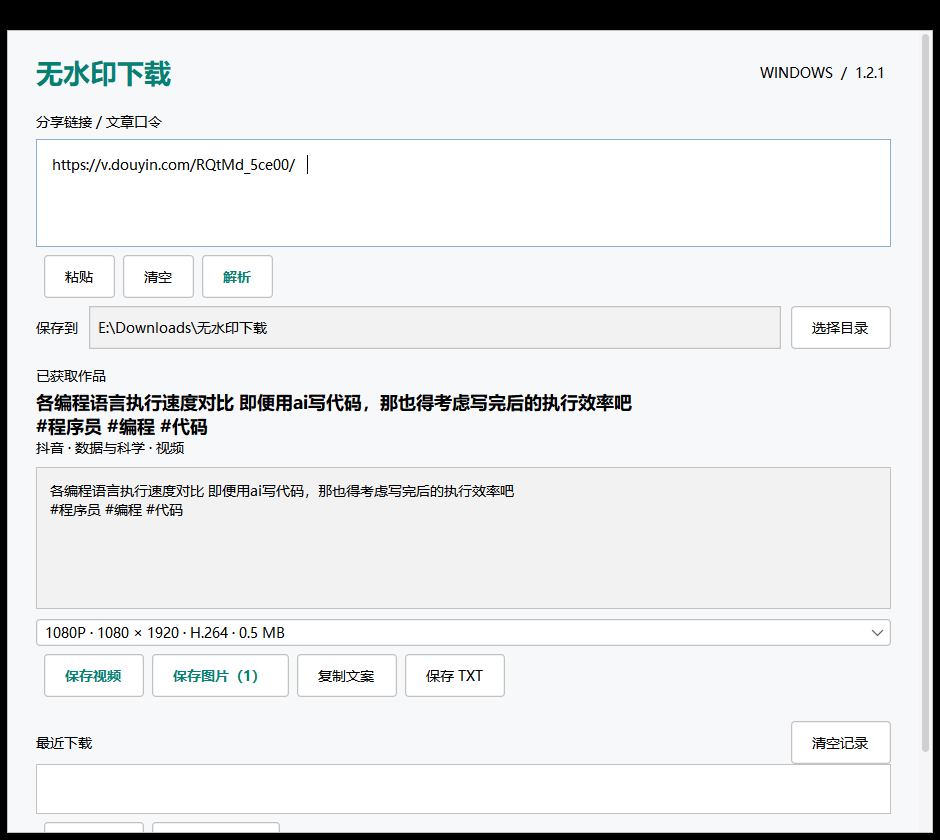 无水印下载
WINDOWS / 1.2.1
分享链接 / 文章口令
https://v.douyin.com/RQtMd_5ce00/
粘贴
清空
解析
保存到
E:\Downloads\无水印下载
选择目录
已获取作品
各编程语言执行速度对比 即便用ai写代码，那也得考虑写完后的执行效率吧
#程序员 #编程 #代码
抖音 · 数据与科学 · 视频
各编程语言执行速度对比 即便用ai写代码，那也得考虑写完后的执行效率吧
#程序员 #编程 #代码
1080P · 1080 × 1920 · H.264 · 0.5 MB
保存视频
保存图片（1）
复制文案
保存 TXT
最近下载
清空记录